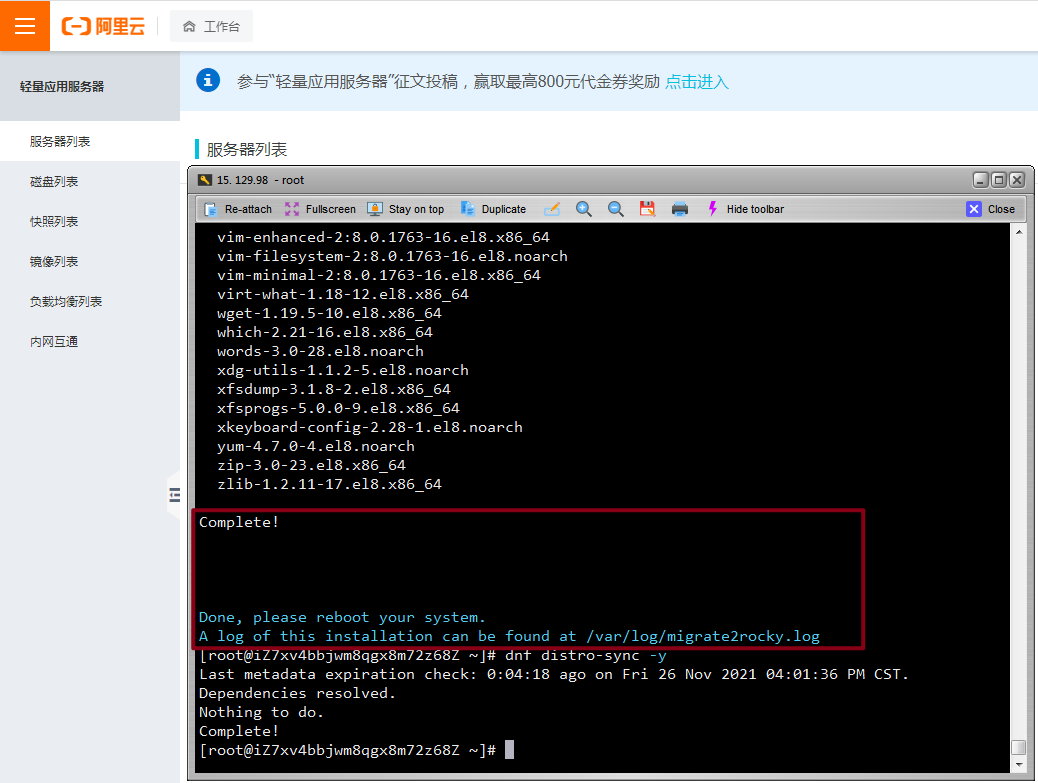 阿里云
工作台
轻量应用服务器
服务器列表
磁盘列表
快照列表
镜像列表
负载均衡列表
内网互通
参与“轻量应用服务器”征文投稿，赢取最高800元代金券奖励 点击进入
服务器列表
15. 129.98 - root
Re-attach Fullscreen Stay on top Duplicate Hide toolbar Close
vim-enhanced-2:8.0.1763-16.el8.x86_64
vim-filesystem-2:8.0.1763-16.el8.noarch
vim-minimal-2:8.0.1763-16.el8.x86_64
virt-what-1.18-12.el8.x86_64
wget-1.19.5-10.el8.x86_64
which-2.21-16.el8.x86_64
words-3.0-28.el8.noarch
xdg-utils-1.1.2-5.el8.noarch
xfsdump-3.1.8-2.el8.x86_64
xfsprogs-5.0.0-9.el8.x86_64
xkeyboard-config-2.28-1.el8.noarch
yum-4.7.0-4.el8.noarch
zip-3.0-23.el8.x86_64
zlib-1.2.11-17.el8.x86_64
Complete!
Done, please reboot your system.
A log of this installation can be found at /var/log/migrate2rocky.log
[root@iZ7xv4bbjwm8qgx8m72z68Z ~]# dnf distro-sync -y
Last metadata expiration check: 0:04:18 ago on Fri 26 Nov 2021 04:01:36 PM CST.
Dependencies resolved.
Nothing to do.
Complete!
[root@iZ7xv4bbjwm8qgx8m72z68Z ~]#